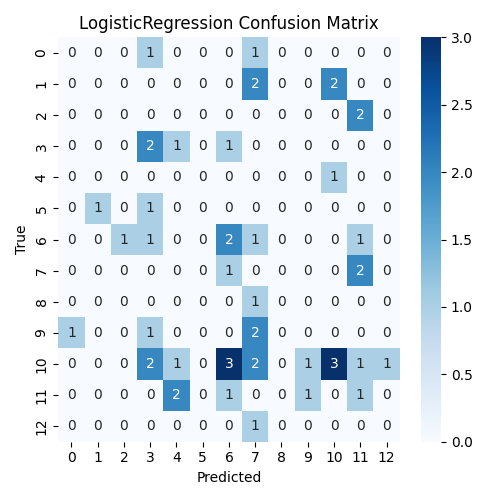 LogisticRegression Confusion Matrix
0 0 0 0 1 0 0 0 1 0 0 0 0 0
1 0 0 0 0 0 0 0 2 0 0 2 0 0
2 0 0 0 0 0 0 0 0 0 0 0 2 0
3 0 0 0 2 1 0 1 0 0 0 0 0 0
4 0 0 0 0 0 0 0 0 0 0 1 0 0
5 0 1 0 1 0 0 0 0 0 0 0 0 0
6 0 0 1 1 0 0 2 1 0 0 0 1 0
7 0 0 0 0 0 0 1 0 0 0 0 2 0
8 0 0 0 0 0 0 0 1 0 0 0 0 0
9 1 0 0 1 0 0 0 2 0 0 0 0 0
10 0 0 0 2 1 0 3 2 0 1 3 1 1
11 0 0 0 0 2 0 1 0 0 1 0 1 0
12 0 0 0 0 0 0 0 1 0 0 0 0 0
0 1 2 3 4 5 6 7 8 9 10 11 12
Predicted
True
3.0
2.5
2.0
1.5
1.0
0.5
0.0